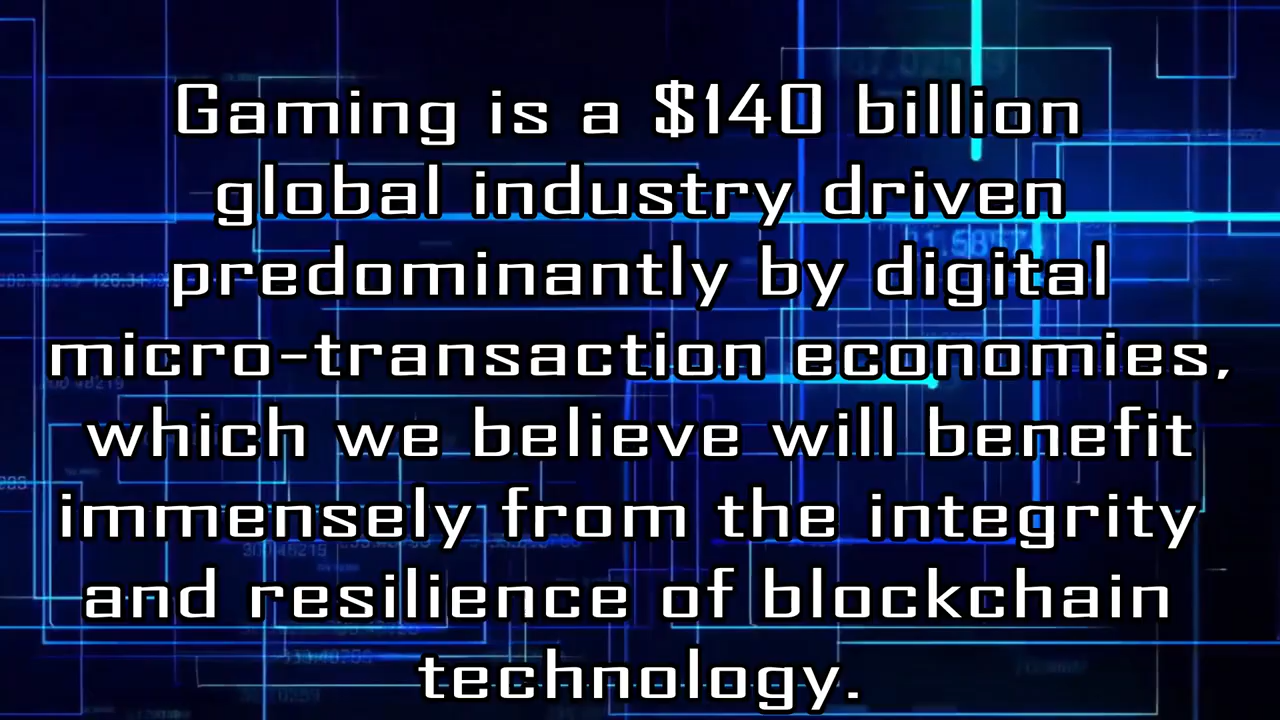 Gaming is a $140 billion
global industry driven
predominantly by digital
micro-transaction economies,
which we believe will benefit
immensely from the integrity
and resilience of blockchain
technology.